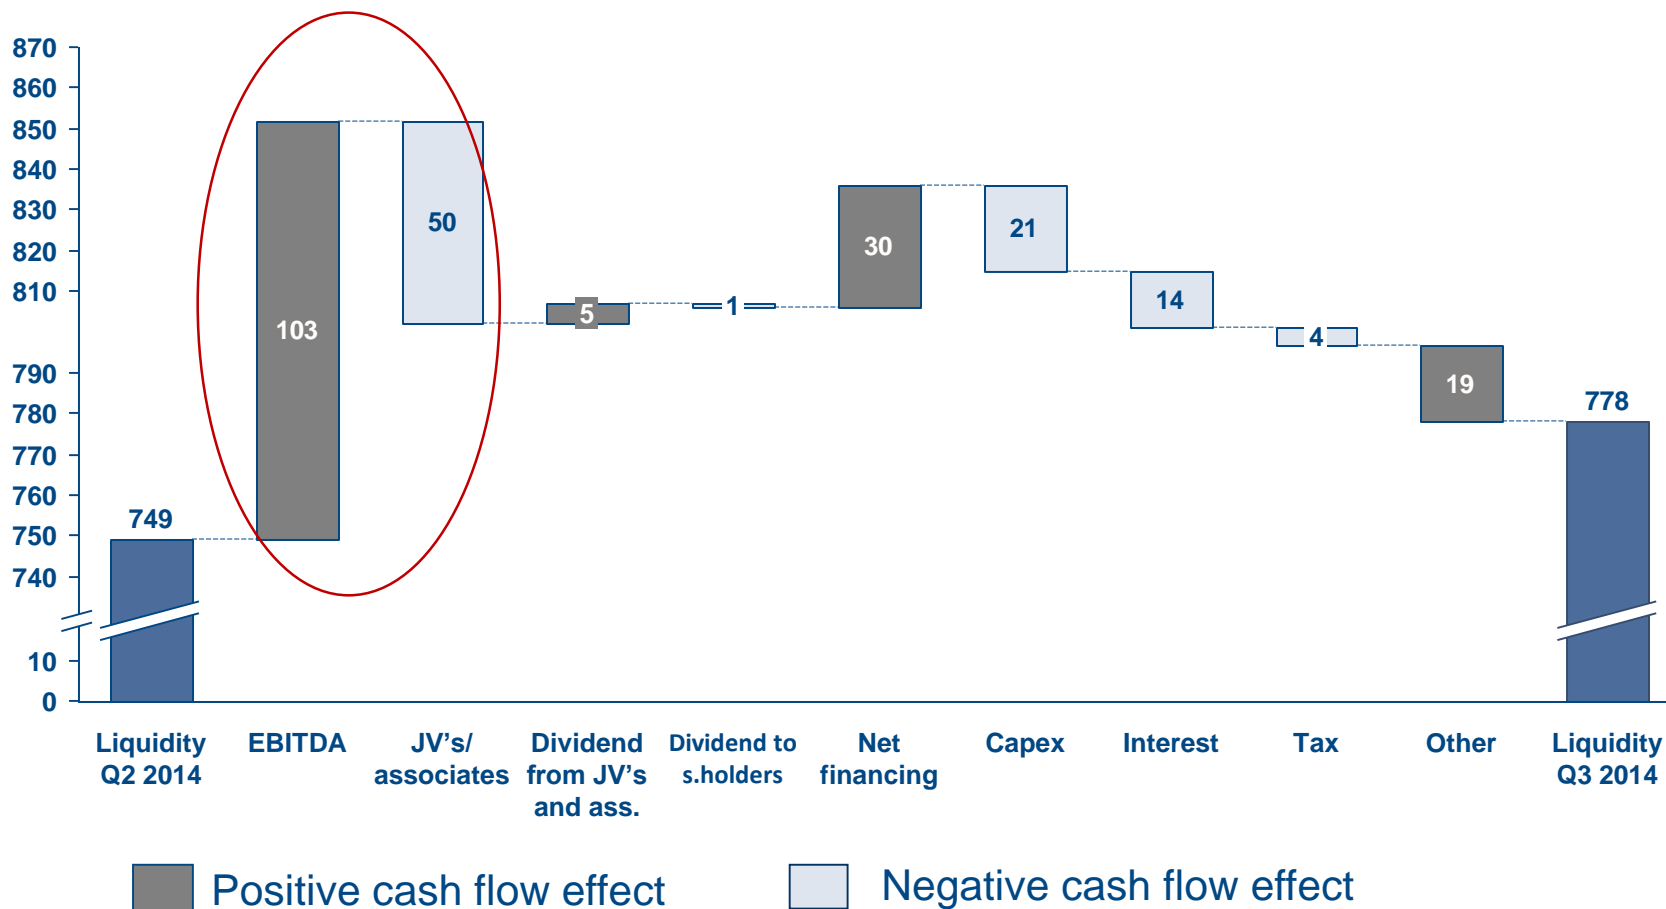 870
860
850
840
830
820
810
790
780
770
760
750
740
10
0
749
103
50
5
1
30
21
14
4
19
778
Liquidity
Q2 2014
EBITDA
JV's/
associates
Dividend
from JV's
and ass.
Dividend to
s.holders
Net
financing
Capex
Interest
Tax
Other
Liquidity
Q3 2014
Positive cash flow effect
Negative cash flow effect